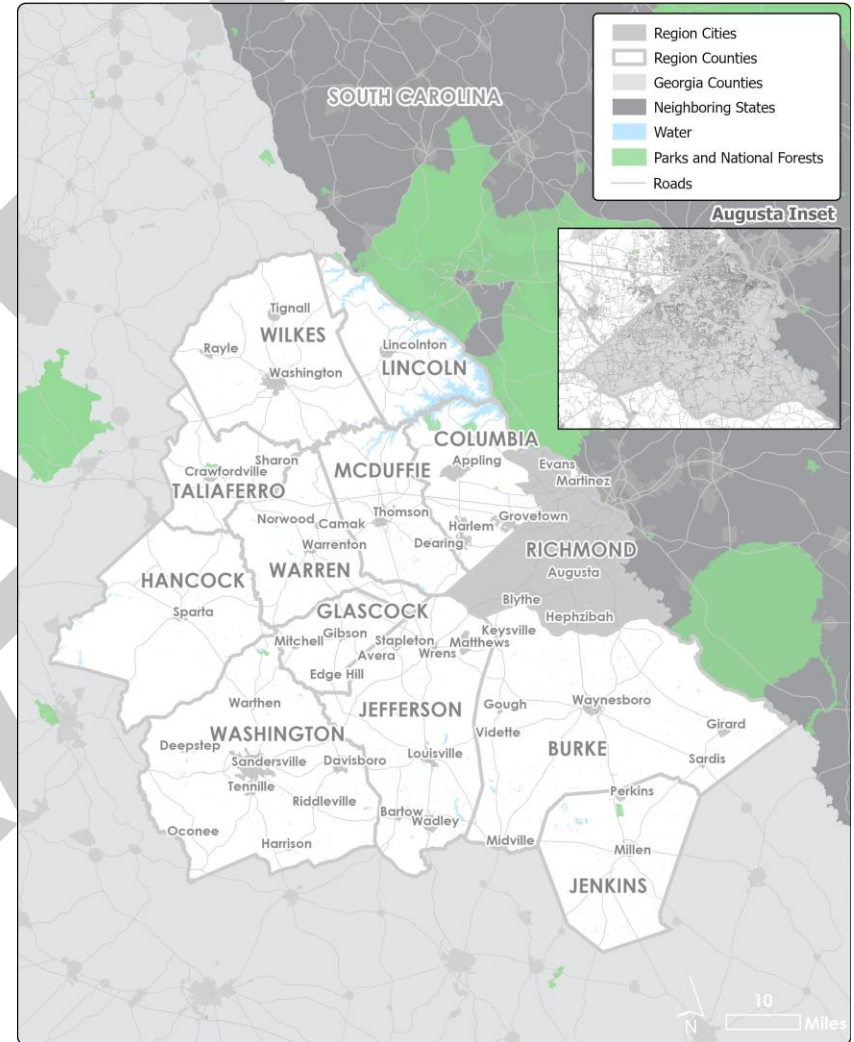 Region Cities
Region Counties
Georgia Counties
Neighboring States
Water
Parks and National Forests
Roads
SOUTH CAROLINA
Augusta Inset
Tignall
WILKES
Rayle
Lincolnton
LINCOLN
Washington
COLUMBIA
Sharon
MCDUFFIE
Appling
Evans
Crawfordville
Martinez
TALIAFERRO
Norwood
Camak
Thomson
Grovetown
Harlem
Warrenton
Dearing
RICHMOND
HANCOCK
WARREN
Augusta
Sparta
GLASCOCK
Blythe
Hephzibah
Mitchell
Gibson
Stapleton
Keysville
Matthews
Avera
Wrens
Edge Hill
Warthen
JEFFERSON
Gough
Waynesboro
WASHINGTON
Vidette
Girard
Deepstep
BURKE
Sandersville
Davisboro
Louisville
Sardis
Tennille
Perkins
Riddleville
Bartow
Wadley
Oconee
Harrison
Midville
Millen
JENKINS
10
N
Miles